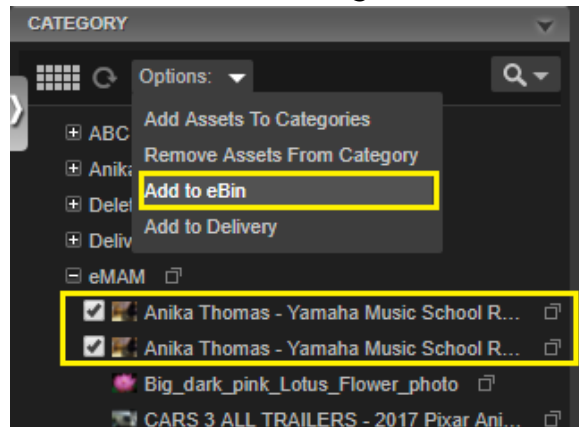 CATEGORY
Options:
Add Assets To Categories
Remove Assets From Category
Add to eBin
Add to Delivery
ABC
Anika
Delet
Deliv
eMAM
Anika Thomas - Yamaha Music School R...
Anika Thomas - Yamaha Music School R...
Big_dark_pink_Lotus_Flower_photo
CARS 3 ALL TRAILERS - 2017 Pixar Ani...